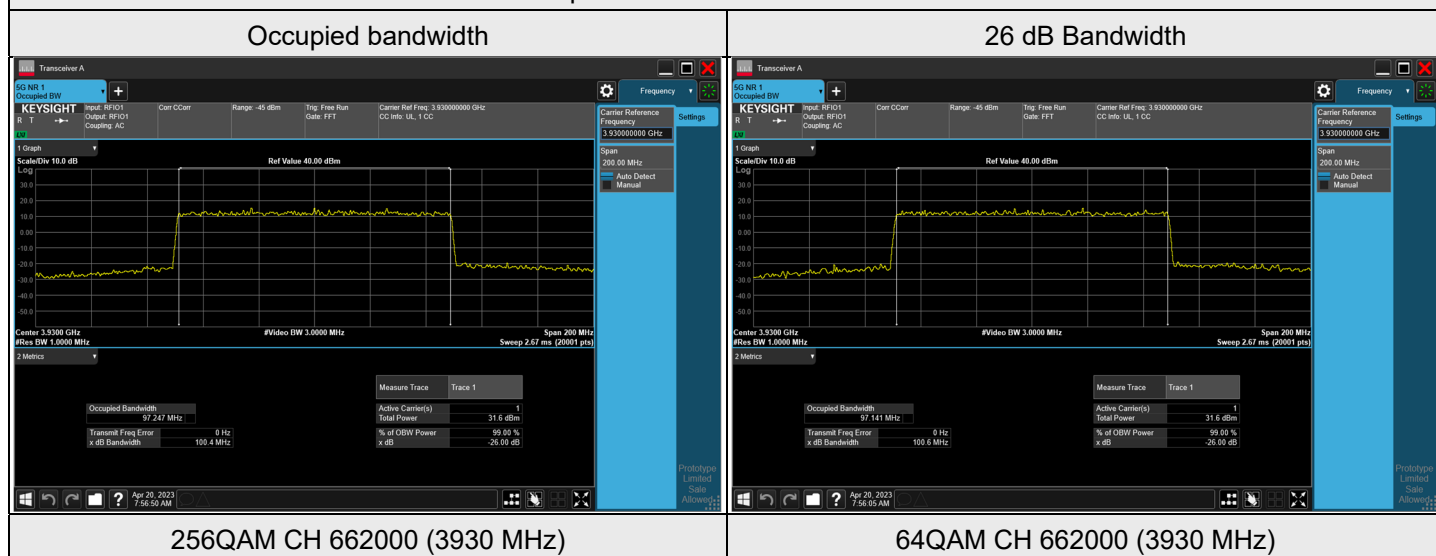 Occupied bandwidth
26 dB Bandwidth
Transceiver A
5G NR 1
Occupied BW
+
Frequency
KEYSIGHT
R T
LXI
Input: RFIO1
Output: RFIO1
Coupling: AC
Corr CCorr
Range: -45 dBm
Trig: Free Run
Gate: FFT
Carrier Ref Freq: 3.930000000 GHz
CC Info: UL, 1 CC
Carrier Reference
Frequency
3.930000000 GHz
Settings
Span
200.00 MHz
Auto Detect
Manual
1 Graph
Scale/Div 10.0 dB
Ref Value 40.00 dBm
Log
30.0
20.0
10.0
0.00
-10.0
-20.0
-30.0
-40.0
-50.0
Center 3.9300 GHz
#Video BW 3.0000 MHz
Span 200 MHz
#Res BW 1.0000 MHz
Sweep 2.67 ms (20001 pts)
2 Metrics
Measure Trace Trace 1
Occupied Bandwidth
97.247 MHz
Active Carrier(s) 1
Total Power 31.6 dBm
Transmit Freq Error 0 Hz
x dB Bandwidth 100.4 MHz
% of OBW Power 99.00 %
x dB -26.00 dB
Prototype
Limited
Sale
Allowed
?
Apr 20, 2023
7:56:50 AM
Transceiver A
5G NR 1
Occupied BW
+
Frequency
KEYSIGHT
R T
LXI
Input: RFIO1
Output: RFIO1
Coupling: AC
Corr CCorr
Range: -45 dBm
Trig: Free Run
Gate: FFT
Carrier Ref Freq: 3.930000000 GHz
CC Info: UL, 1 CC
Carrier Reference
Frequency
3.930000000 GHz
Settings
Span
200.00 MHz
Auto Detect
Manual
1 Graph
Scale/Div 10.0 dB
Ref Value 40.00 dBm
Log
30.0
20.0
10.0
0.00
-10.0
-20.0
-30.0
-40.0
-50.0
Center 3.9300 GHz
#Video BW 3.0000 MHz
Span 200 MHz
#Res BW 1.0000 MHz
Sweep 2.67 ms (20001 pts)
2 Metrics
Measure Trace Trace 1
Occupied Bandwidth
97.141 MHz
Active Carrier(s) 1
Total Power 31.6 dBm
Transmit Freq Error 0 Hz
x dB Bandwidth 100.6 MHz
% of OBW Power 99.00 %
x dB -26.00 dB
Prototype
Limited
Sale
Allowed
?
Apr 20, 2023
7:56:05 AM
256QAM CH 662000 (3930 MHz)
64QAM CH 662000 (3930 MHz)